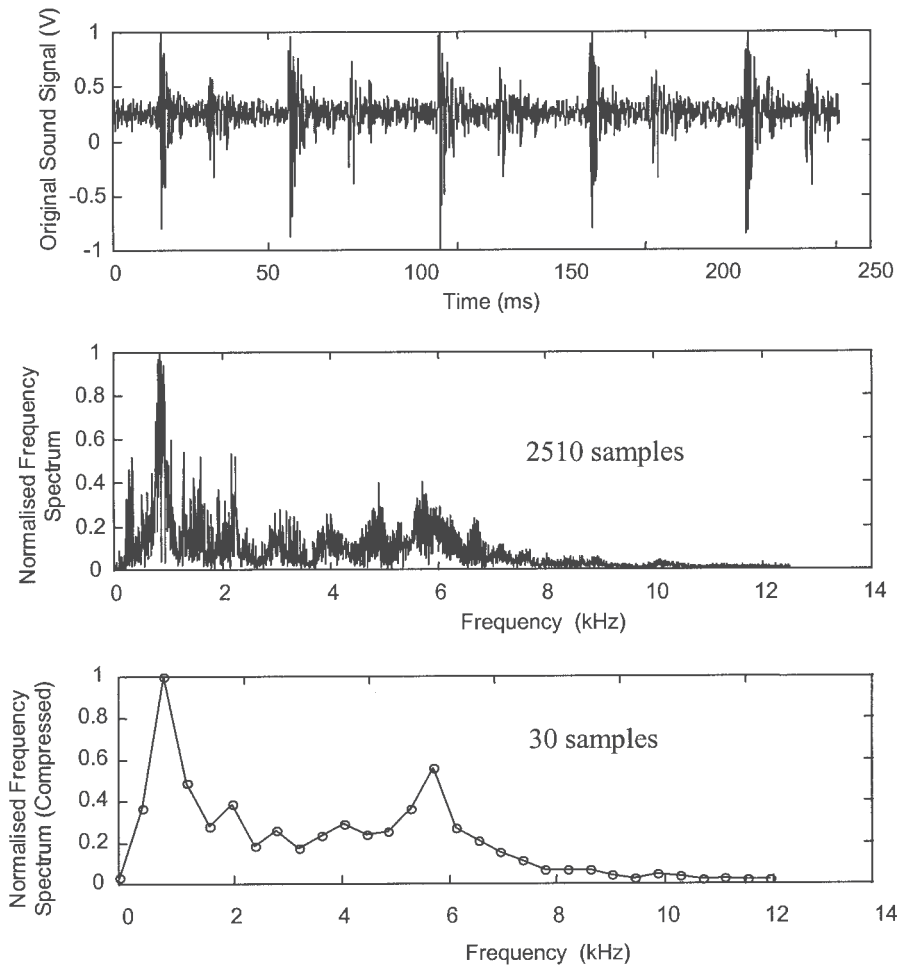 Original Sound Signal (V)
1
0.5
0
-0.5
-1
0 50 100 150 200 250
Time (ms)
Normalised Frequency
Spectrum
1
0.8
0.6
0.4
0.2
0
2510 samples
0 2 4 6 8 10 12 14
Frequency (kHz)
Normalised Frequency
Spectrum (Compressed)
1
0.8
0.6
0.4
0.2
0
30 samples
0 2 4 6 8 10 12 14
Frequency (kHz)